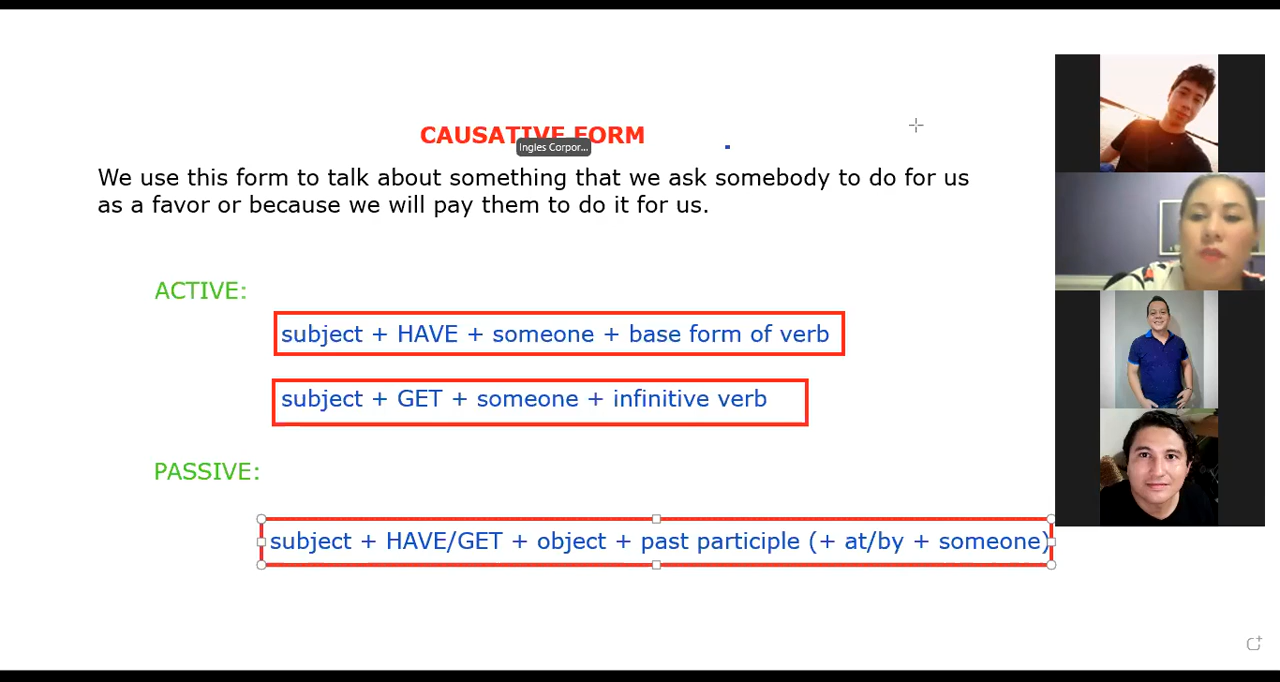 CAUSATIVE FORM
Ingles Corpor...
We use this form to talk about something that we ask somebody to do for us
as a favor or because we will pay them to do it for us.
ACTIVE:
subject + HAVE + someone + base form of verb
subject + GET + someone + infinitive verb
PASSIVE:
subject + HAVE/GET + object + past participle (+ at/by + someone)